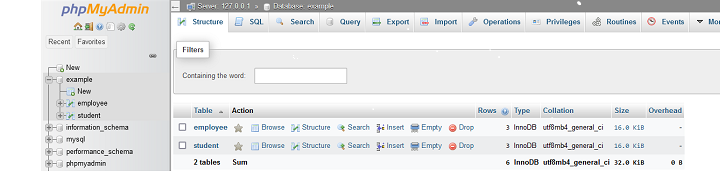 phpMyAdmin
Recent Favorites
New
example
New
employee
student
information_schema
mysql
performance_schema
phpmyadmin
Server: 127.0.0.1 » Database: example
Structure SQL Search Query Export Import Operations Privileges Routines Events
Filters
Containing the word:
Table Action Rows Type Collation Size Overhead
employee Browse Structure Search Insert Empty Drop 3 InnoDB utf8mb4_general_ci 16.0 KiB -
student Browse Structure Search Insert Empty Drop 3 InnoDB utf8mb4_general_ci 16.0 KiB -
2 tables Sum 6 InnoDB utf8mb4_general_ci 32.0 KiB 0 B